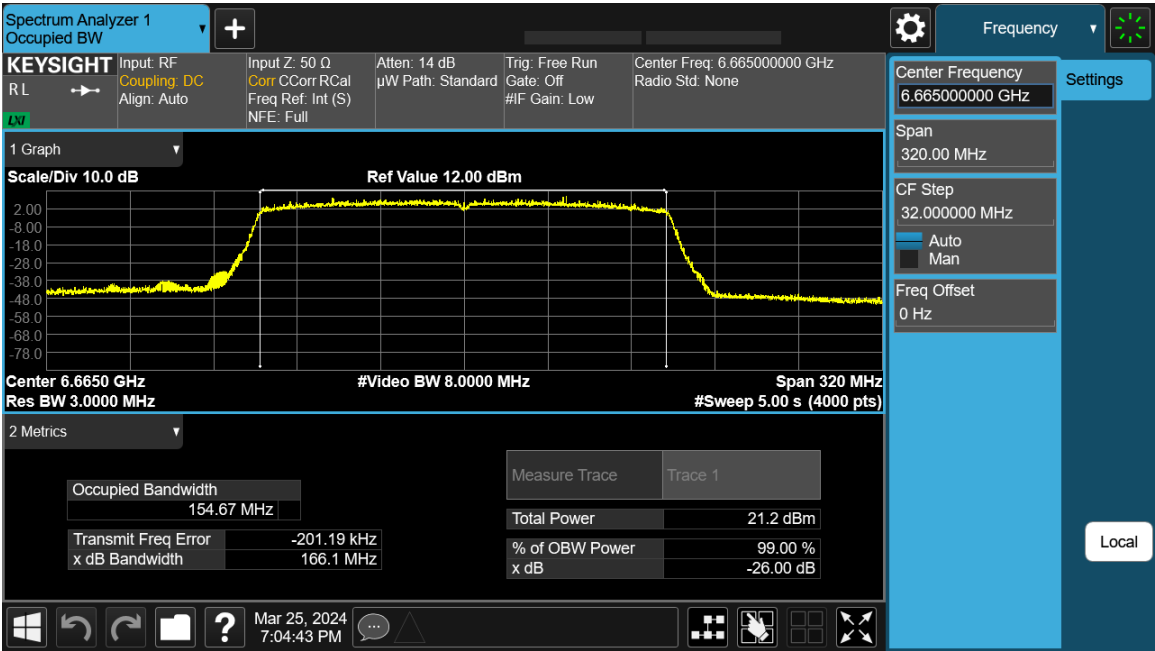 Spectrum Analyzer 1
Occupied BW
+
Frequency
KEYSIGHT
RL
LXI
Input: RF
Coupling: DC
Align: Auto
Input Z: 50 Ω
Corr CCorr RCal
Freq Ref: Int (S)
NFE: Full
Atten: 14 dB
µW Path: Standard
Trig: Free Run
Gate: Off
#IF Gain: Low
Center Freq: 6.665000000 GHz
Radio Std: None
Center Frequency
6.665000000 GHz
Settings
Span
320.00 MHz
CF Step
32.000000 MHz
Auto
Man
Freq Offset
0 Hz
Local
1 Graph
Scale/Div 10.0 dB
Ref Value 12.00 dBm
2.00
-8.00
-18.0
-28.0
-38.0
-48.0
-58.0
-68.0
-78.0
Center 6.6650 GHz
#Video BW 8.0000 MHz
Span 320 MHz
Res BW 3.0000 MHz
#Sweep 5.00 s (4000 pts)
2 Metrics
Measure Trace
Trace 1
Occupied Bandwidth
154.67 MHz
Total Power
21.2 dBm
Transmit Freq Error
-201.19 kHz
x dB Bandwidth
166.1 MHz
% of OBW Power
99.00 %
x dB
-26.00 dB
?
Mar 25, 2024
7:04:43 PM